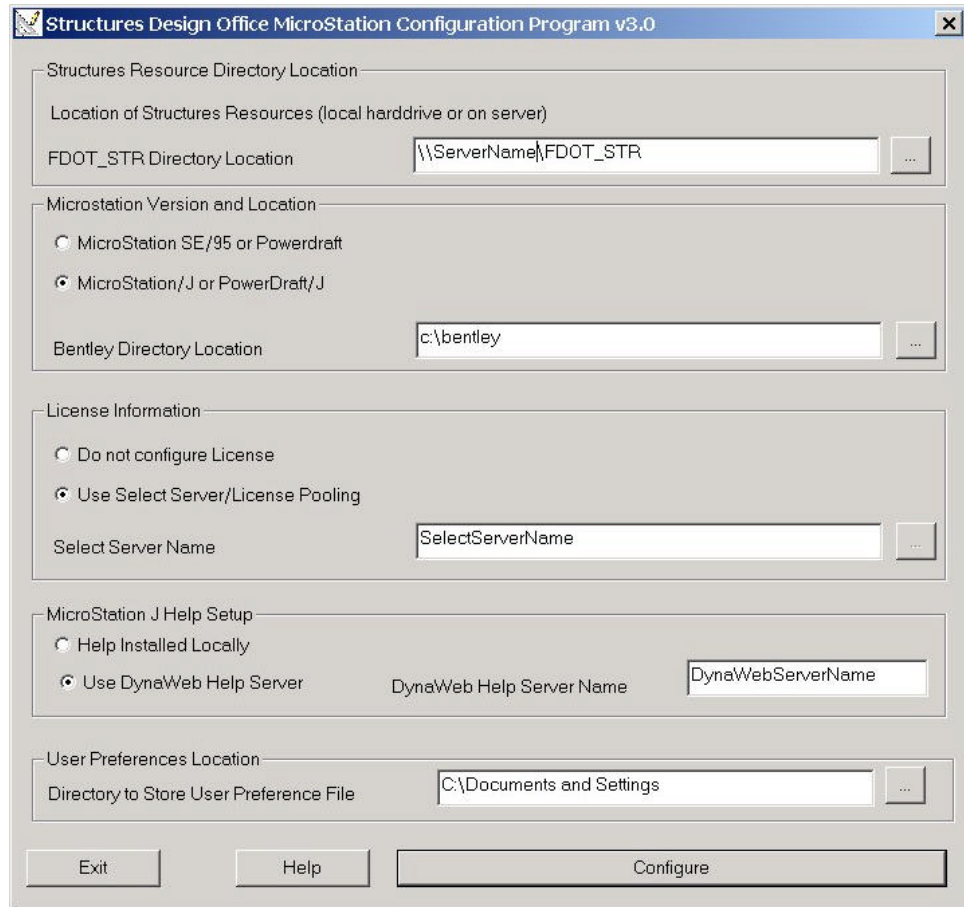 Structures Design Office MicroStation Configuration Program v3.0
Structures Resource Directory Location
Location of Structures Resources (local harddrive or on server)
FDOT_STR Directory Location \\ServerName\FDOT_STR ...
Microstation Version and Location
MicroStation SE/95 or Powerdraft
MicroStation/J or PowerDraft/J
Bentley Directory Location c:\bentley ...
License Information
Do not configure License
Use Select Server/License Pooling
Select Server Name SelectServerName ...
MicroStation J Help Setup
Help Installed Locally
Use DynaWeb Help Server DynaWeb Help Server Name DynaWebServerName
User Preferences Location
Directory to Store User Preference File C:\Documents and Settings ...
Exit Help Configure